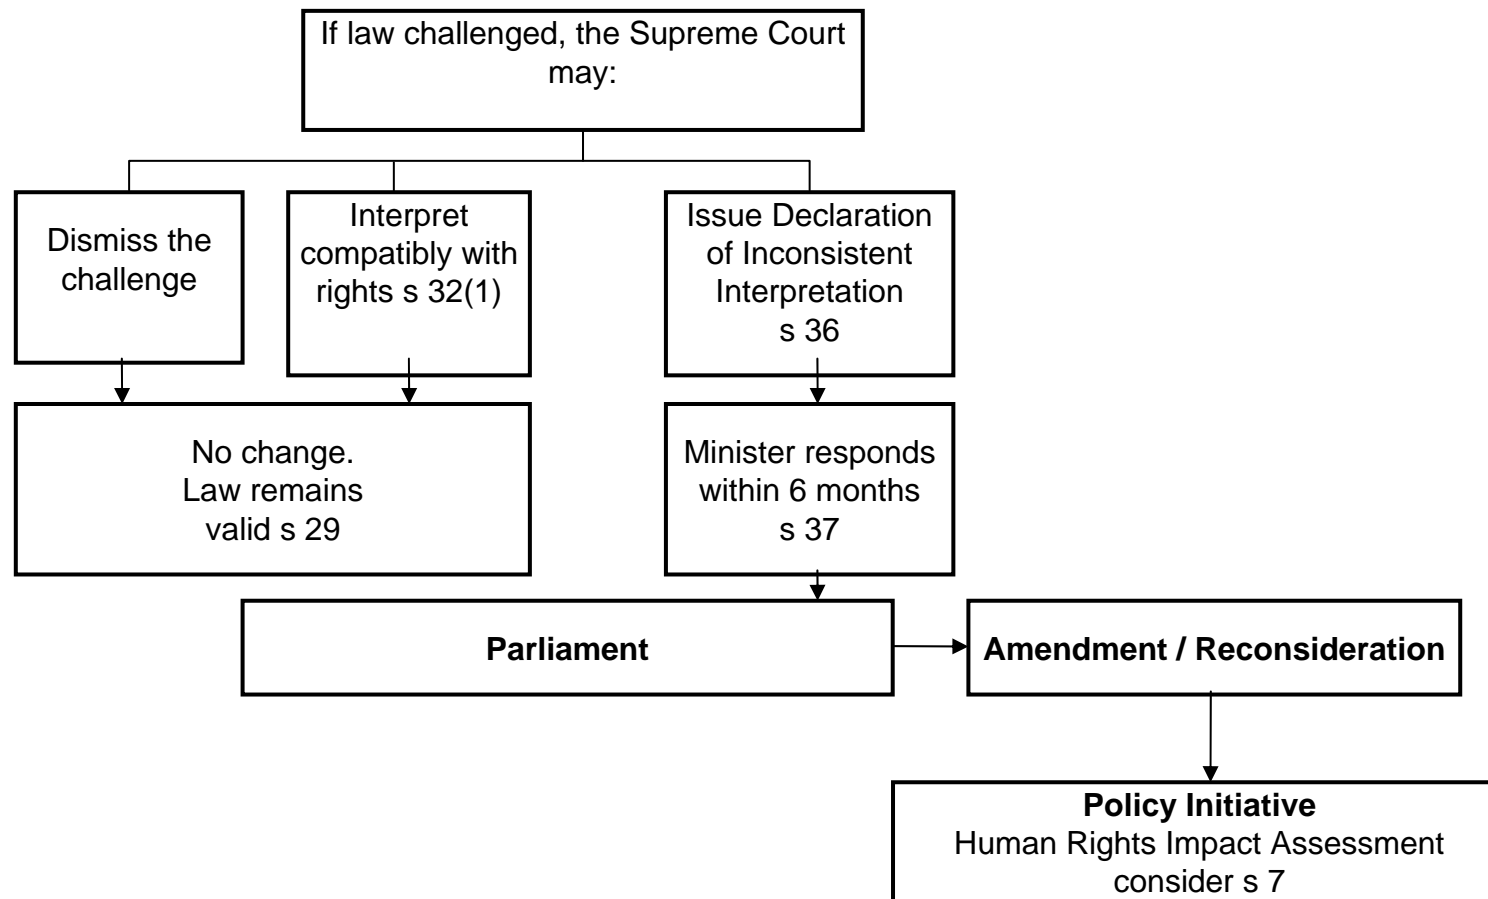 If law challenged, the Supreme Court
may:
Dismiss the
challenge
Interpret
compatibly with
rights s 32(1)
Issue Declaration
of Inconsistent
Interpretation
s 36
No change.
Law remains
valid s 29
Minister responds
within 6 months
s 37
Parliament
Amendment / Reconsideration
Policy Initiative
Human Rights Impact Assessment
consider s 7